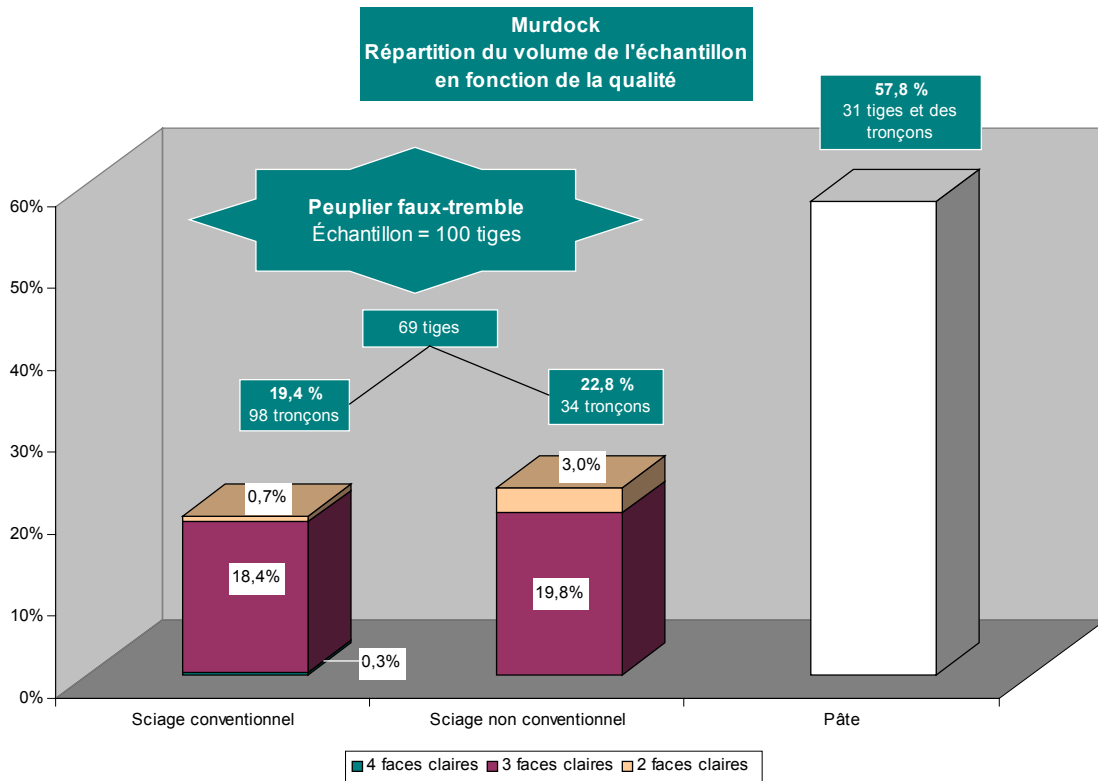 Murdock
Répartition du volume de l'échantillon
en fonction de la qualité
57,8 %
31 tiges et des
tronçons
Peuplier faux-tremble
Échantillon = 100 tiges
69 tiges
19,4 %
98 tronçons
22,8 %
34 tronçons
60%
50%
40%
30%
20%
10%
0%
0,7%
18,4%
0,3%
3,0%
19,8%
Sciage conventionnel
Sciage non conventionnel
Pâte
4 faces claires
3 faces claires
2 faces claires